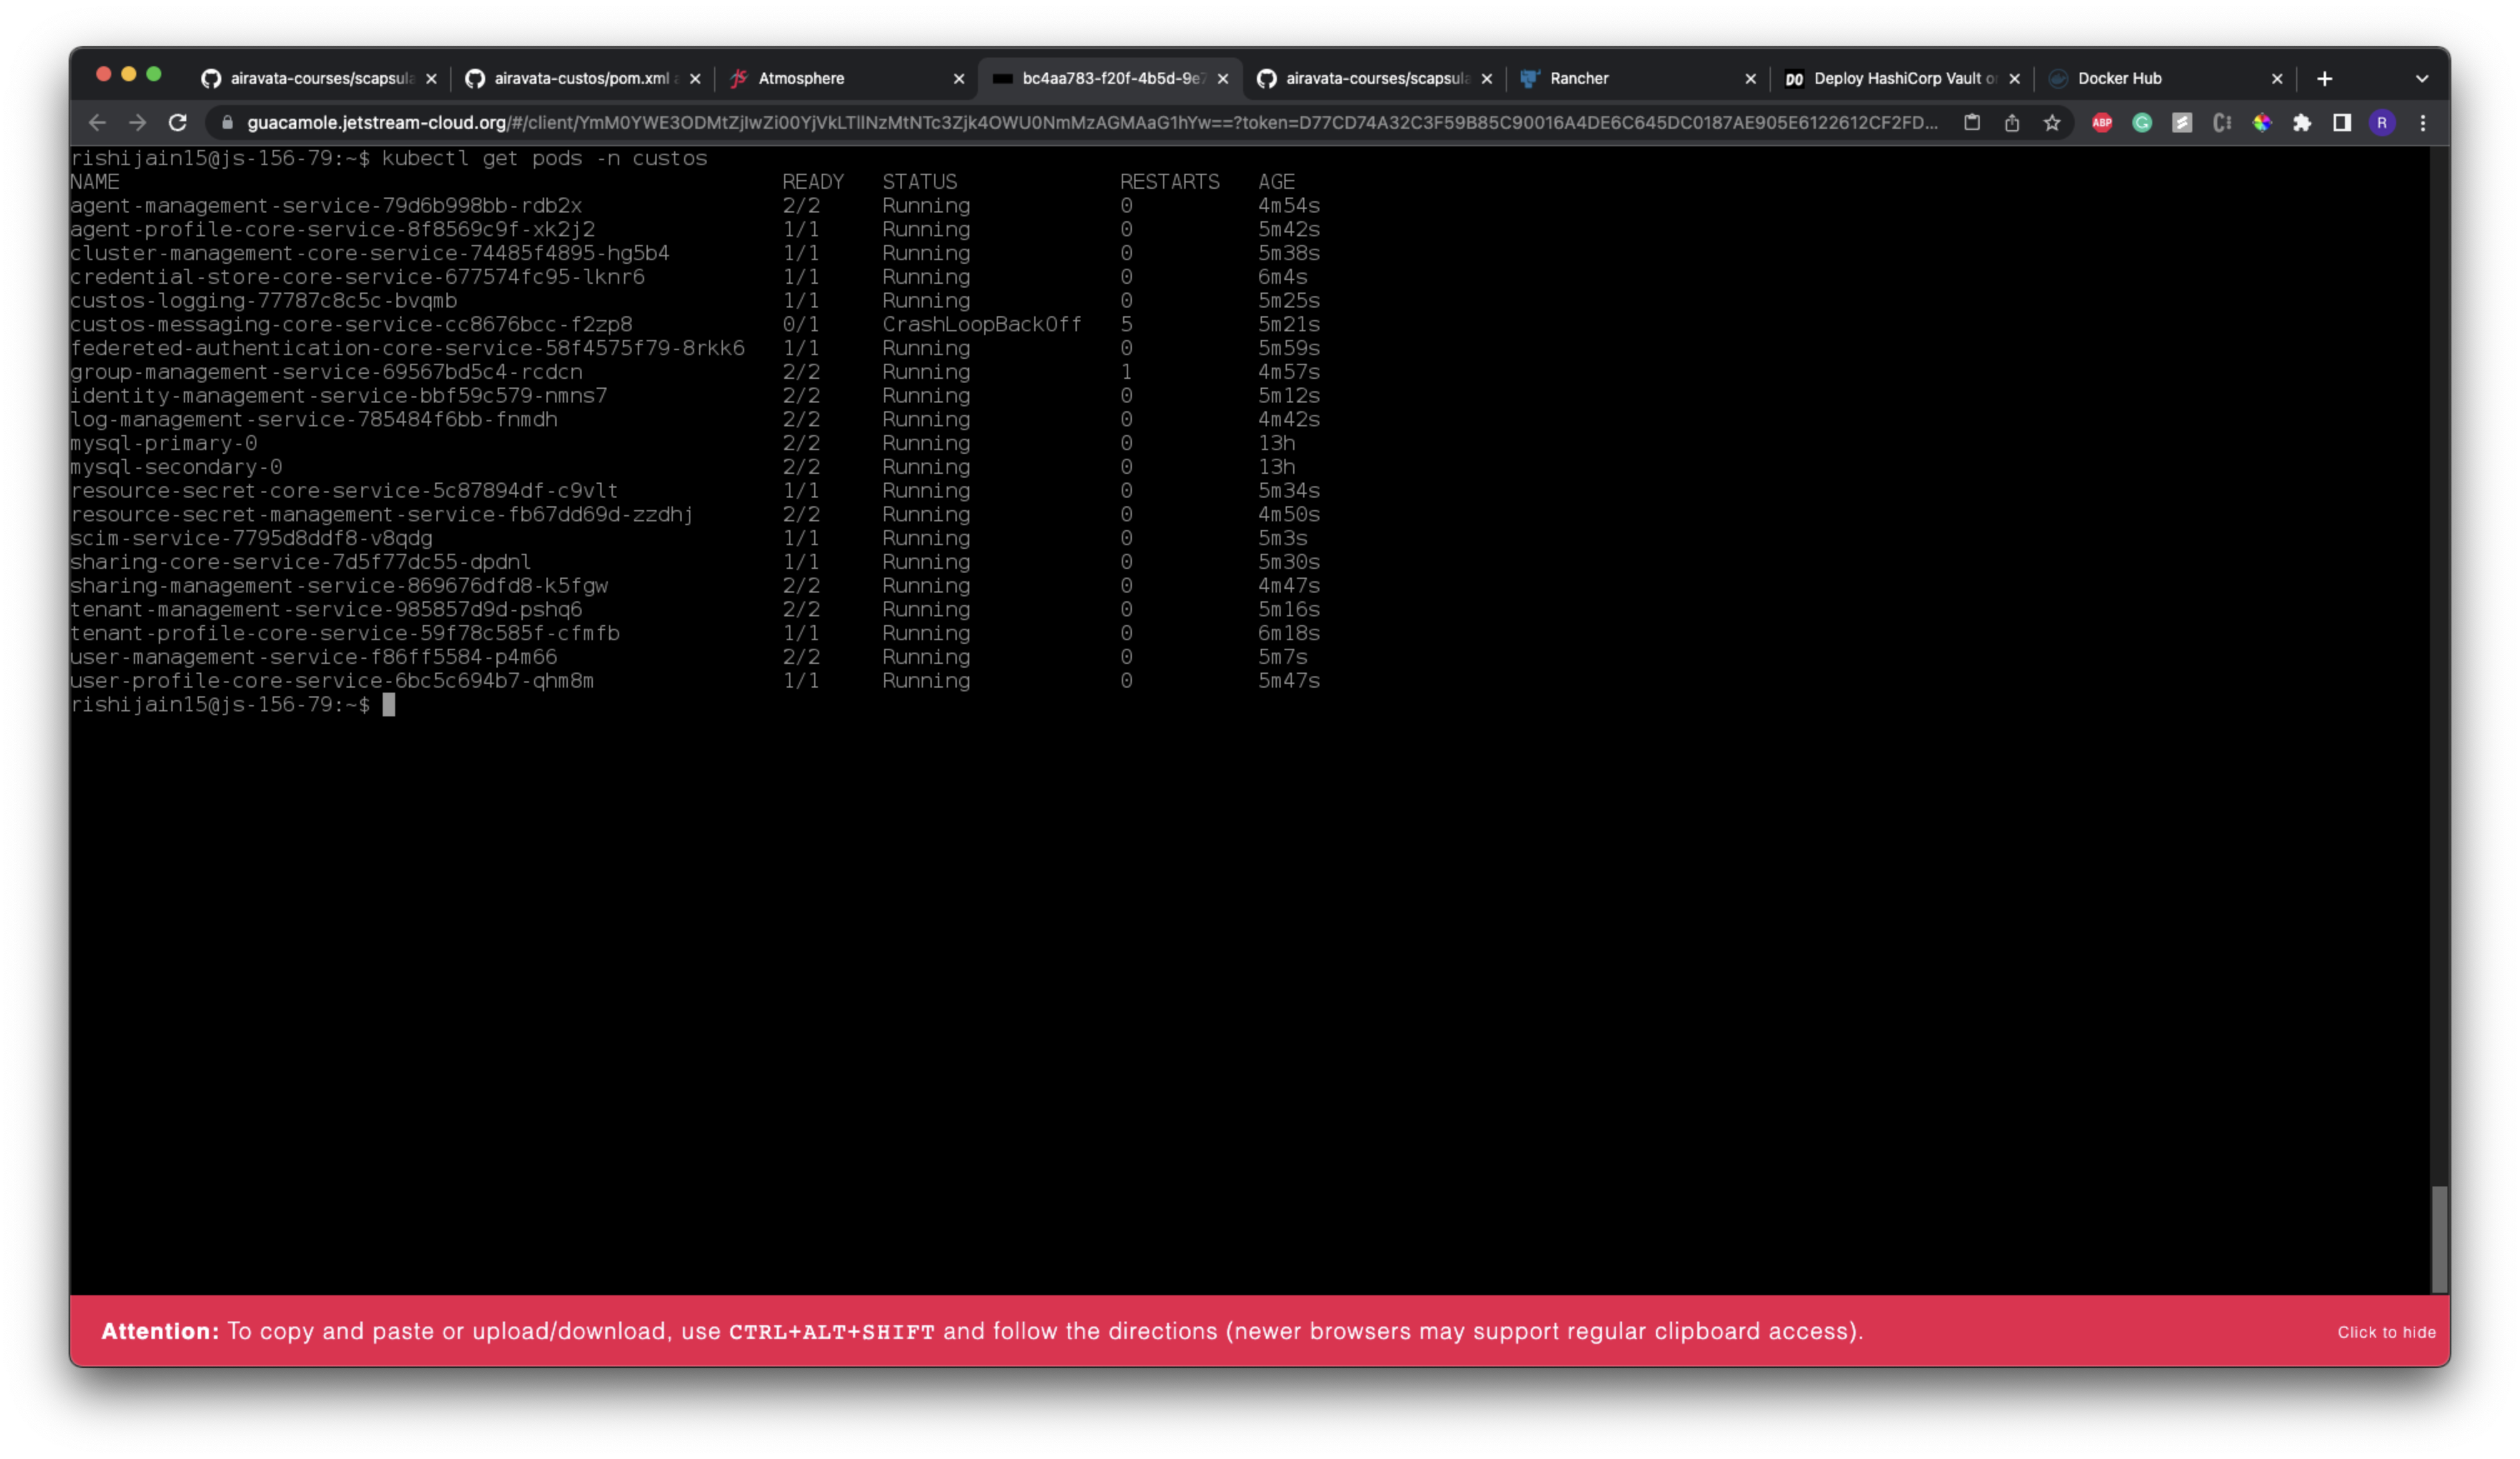 airavata-courses/scapsula airavata-custos/pom.xml Atmosphere bc4aa783-f20f-4b5d-9e7 airavata-courses/scapsula Rancher DO Deploy HashiCorp Vault Docker Hub
guacamole.jetstream-cloud.org ABP R
rishijain15@js-156-79:~$ kubectl get pods -n custos
NAME READY STATUS RESTARTS AGE
agent-management-service-79d6b998bb-rdb2x 2/2 Running 0 4m54s
agent-profile-core-service-8f8569c9f-xk2j2 1/1 Running 0 5m42s
cluster-management-core-service-74485f4895-hg5b4 1/1 Running 0 5m38s
credential-store-core-service-677574fc95-lknr6 1/1 Running 0 6m4s
custos-logging-77787c8c5c-bvqmb 1/1 Running 0 5m25s
custos-messaging-core-service-cc8676bcc-f2zp8 0/1 CrashLoopBackOff 5 5m21s
federeted-authentication-core-service-58f4575f79-8rkk6 1/1 Running 0 5m59s
group-management-service-69567bd5c4-rcdcn 2/2 Running 1 4m57s
identity-management-service-bbf59c579-nmns7 2/2 Running 0 5m12s
log-management-service-785484f6bb-fnmdh 2/2 Running 0 4m42s
mysql-primary-0 2/2 Running 0 13h
mysql-secondary-0 2/2 Running 0 13h
resource-secret-core-service-5c87894df-c9vlt 1/1 Running 0 5m34s
resource-secret-management-service-fb67dd69d-zzdhj 2/2 Running 0 4m50s
scim-service-7795d8ddf8-v8qdg 1/1 Running 0 5m3s
sharing-core-service-7d5f77dc55-dpdnl 1/1 Running 0 5m30s
sharing-management-service-869676dfd8-k5fgw 2/2 Running 0 4m47s
tenant-management-service-985857d9d-pshq6 2/2 Running 0 5m16s
tenant-profile-core-service-59f78c585f-cfmfb 1/1 Running 0 6m18s
user-management-service-f86ff5584-p4m66 2/2 Running 0 5m7s
user-profile-core-service-6bc5c694b7-qhm8m 1/1 Running 0 5m47s
rishijain15@js-156-79:~$
Attention: To copy and paste or upload/download, use CTRL+ALT+SHIFT and follow the directions (newer browsers may support regular clipboard access). Click to hide